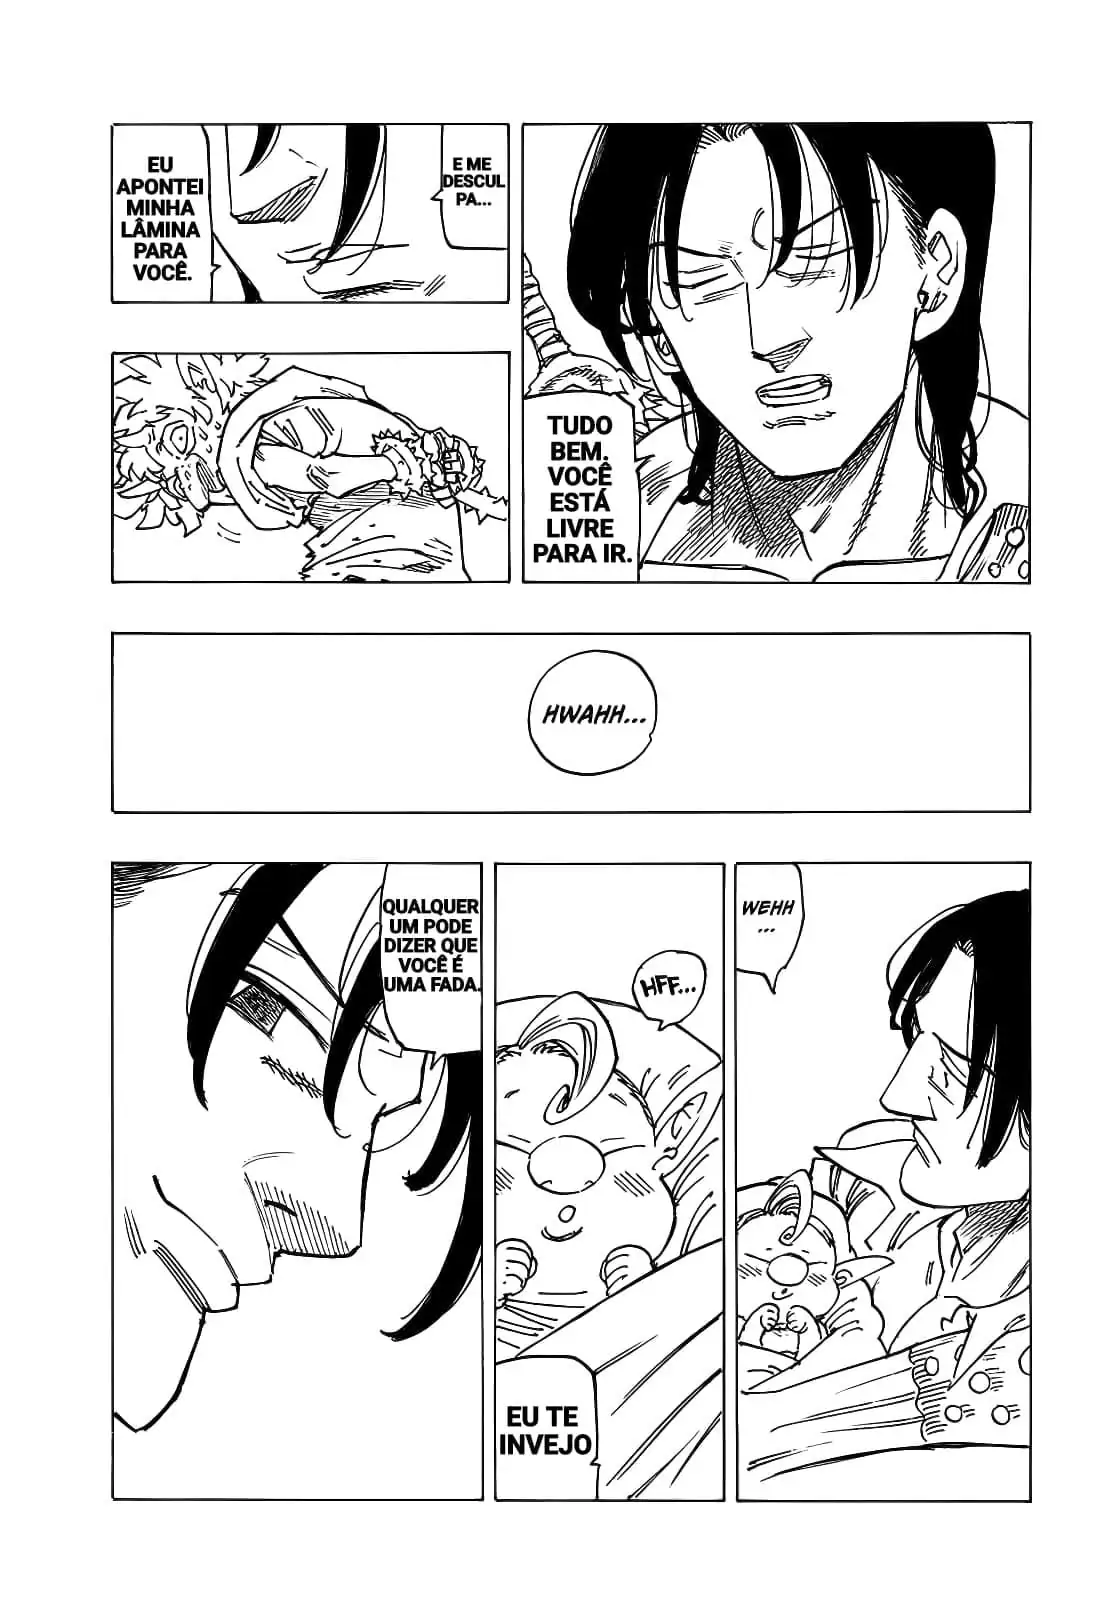 TUDO
BEM.
VOCÊ
ESTÁ
LIVRE
PARA IR.
E ME
DESCUL
PA...
EU
APONTEI
MINHA
LÂMINA
PARA
VOCÊ.
HWAHH...
WEHH
...
HFF...
EU TE
INVEJO
QUALQUER
UM PODE
DIZER QUE
VOCÊ É
UMA FADA.